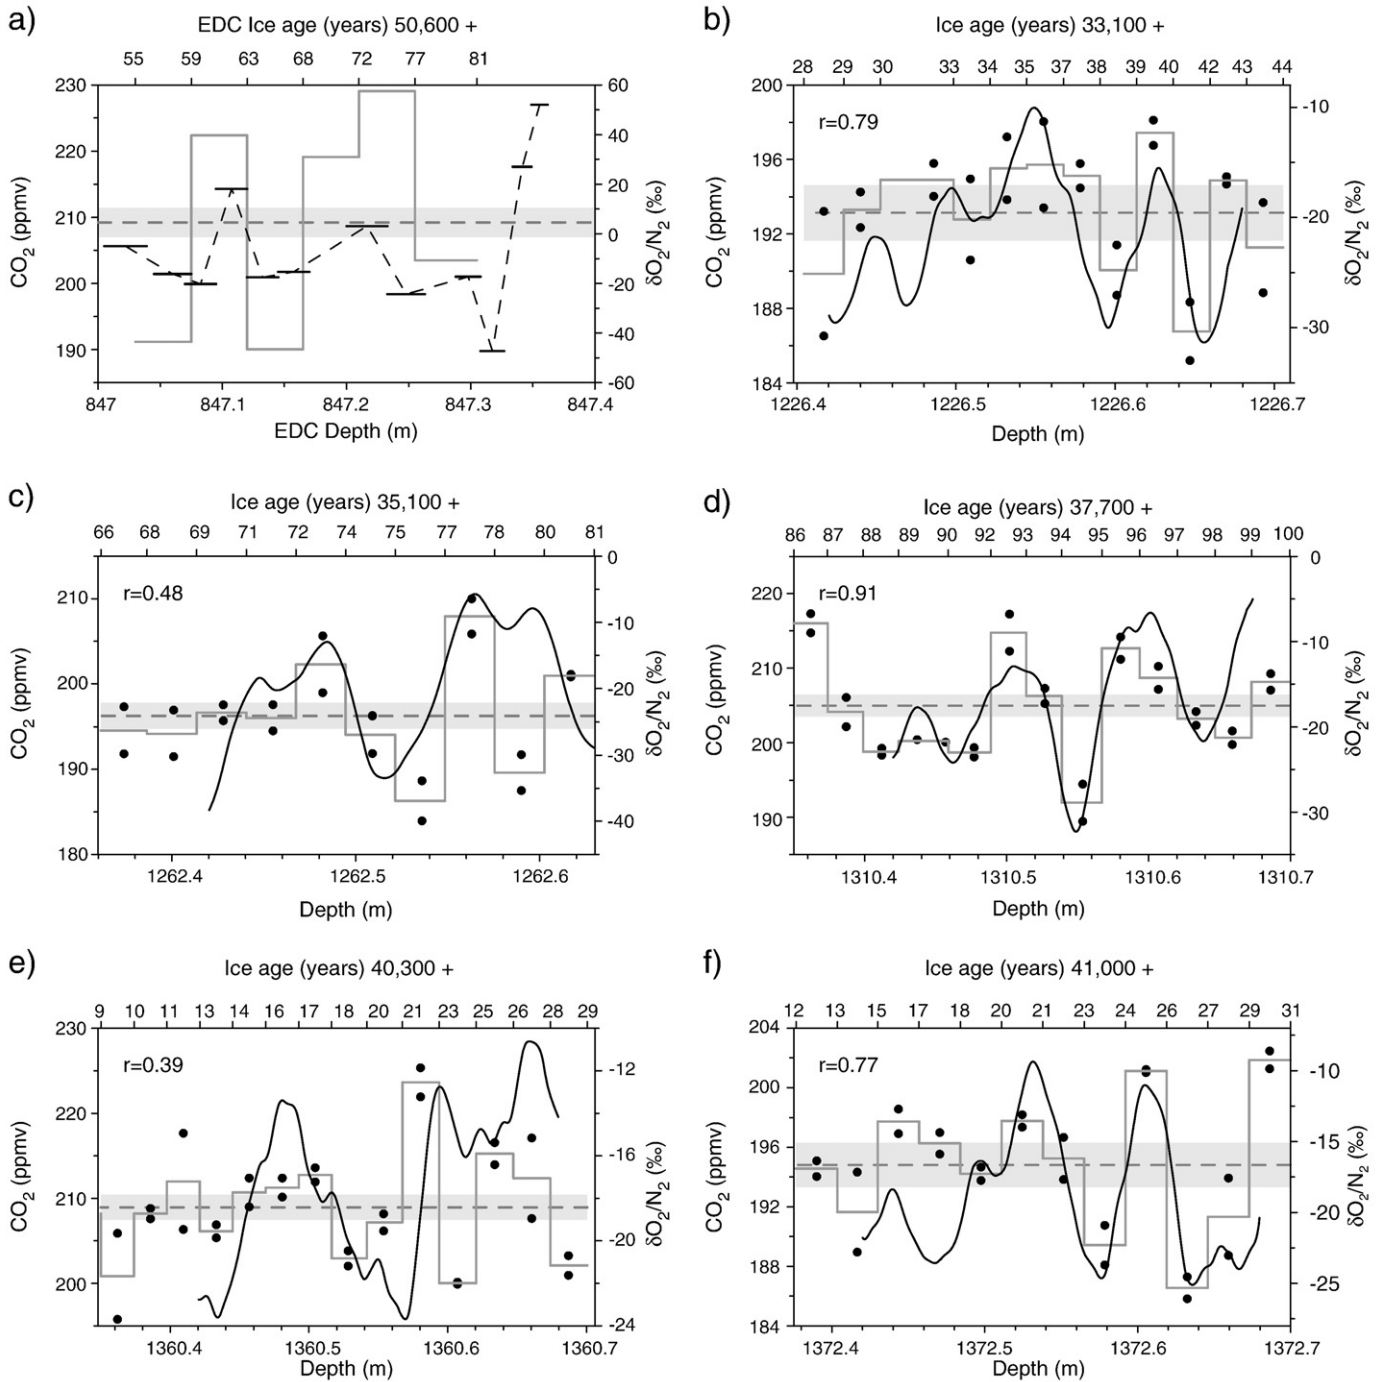 a)
EDC Ice age (years) 50,600 +
55 59 63 68 72 77 81
230
220
210
200
190
CO2 (ppmv)
60
40
20
0
-20
-40
-60
δO2/N2 (‰)
847 847.1 847.2 847.3 847.4
EDC Depth (m)
b)
Ice age (years) 33,100 +
28 29 30 33 34 35 37 38 39 40 42 43 44
r=0.79
200
196
192
188
184
CO2 (ppmv)
-10
-20
-30
δO2/N2 (‰)
1226.4 1226.5 1226.6 1226.7
Depth (m)
c)
Ice age (years) 35,100 +
66 68 69 71 72 74 75 77 78 80 81
r=0.48
210
200
190
180
CO2 (ppmv)
0
-10
-20
-30
-40
δO2/N2 (‰)
1262.4 1262.5 1262.6
Depth (m)
d)
Ice age (years) 37,700 +
86 87 88 89 90 92 93 94 95 96 97 98 99 100
r=0.91
220
210
200
190
CO2 (ppmv)
0
-10
-20
-30
δO2/N2 (‰)
1310.4 1310.5 1310.6 1310.7
Depth (m)
e)
Ice age (years) 40,300 +
9 10 11 13 14 16 17 18 20 21 23 25 26 28 29
r=0.39
230
220
210
200
CO2 (ppmv)
-12
-16
-20
-24
δO2/N2 (‰)
1360.4 1360.5 1360.6 1360.7
Depth (m)
f)
Ice age (years) 41,000 +
12 13 15 17 18 20 21 23 24 26 27 29 31
r=0.77
204
200
196
192
188
184
CO2 (ppmv)
-10
-15
-20
-25
δO2/N2 (‰)
1372.4 1372.5 1372.6 1372.7
Depth (m)